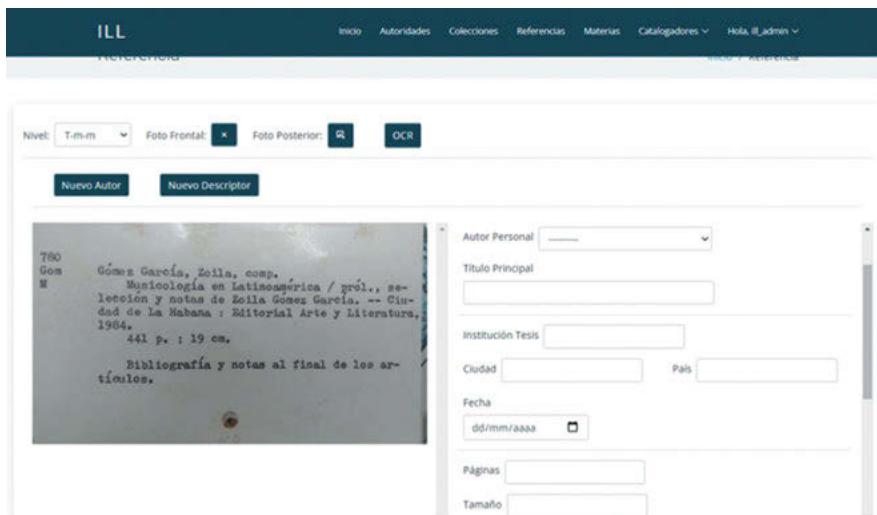 ILL
Inicio Autoridades Colecciones Referencias Materias Catalogadores Hola, ill_admin
Referencia
Inicio / Referencia
Nivel: T-m-m Foto Frontal: × Foto Posterior: OCR
Nuevo Autor Nuevo Descriptor
780
Gom
M
Gómez García, Zoila, comp.
Musicología en Latinoamérica / pról., se-
lección y notas de Zoila Gómez García. -- Ciu-
dad de La Habana : Editorial Arte y Literatura,
1984.
441 p. ; 19 cm.
Bibliografía y notas al final de los ar-
tículos.
Autor Personal ---------
Título Principal
Institución Tesis
Ciudad País
Fecha
dd/mm/aaaa
Páginas
Tamaño